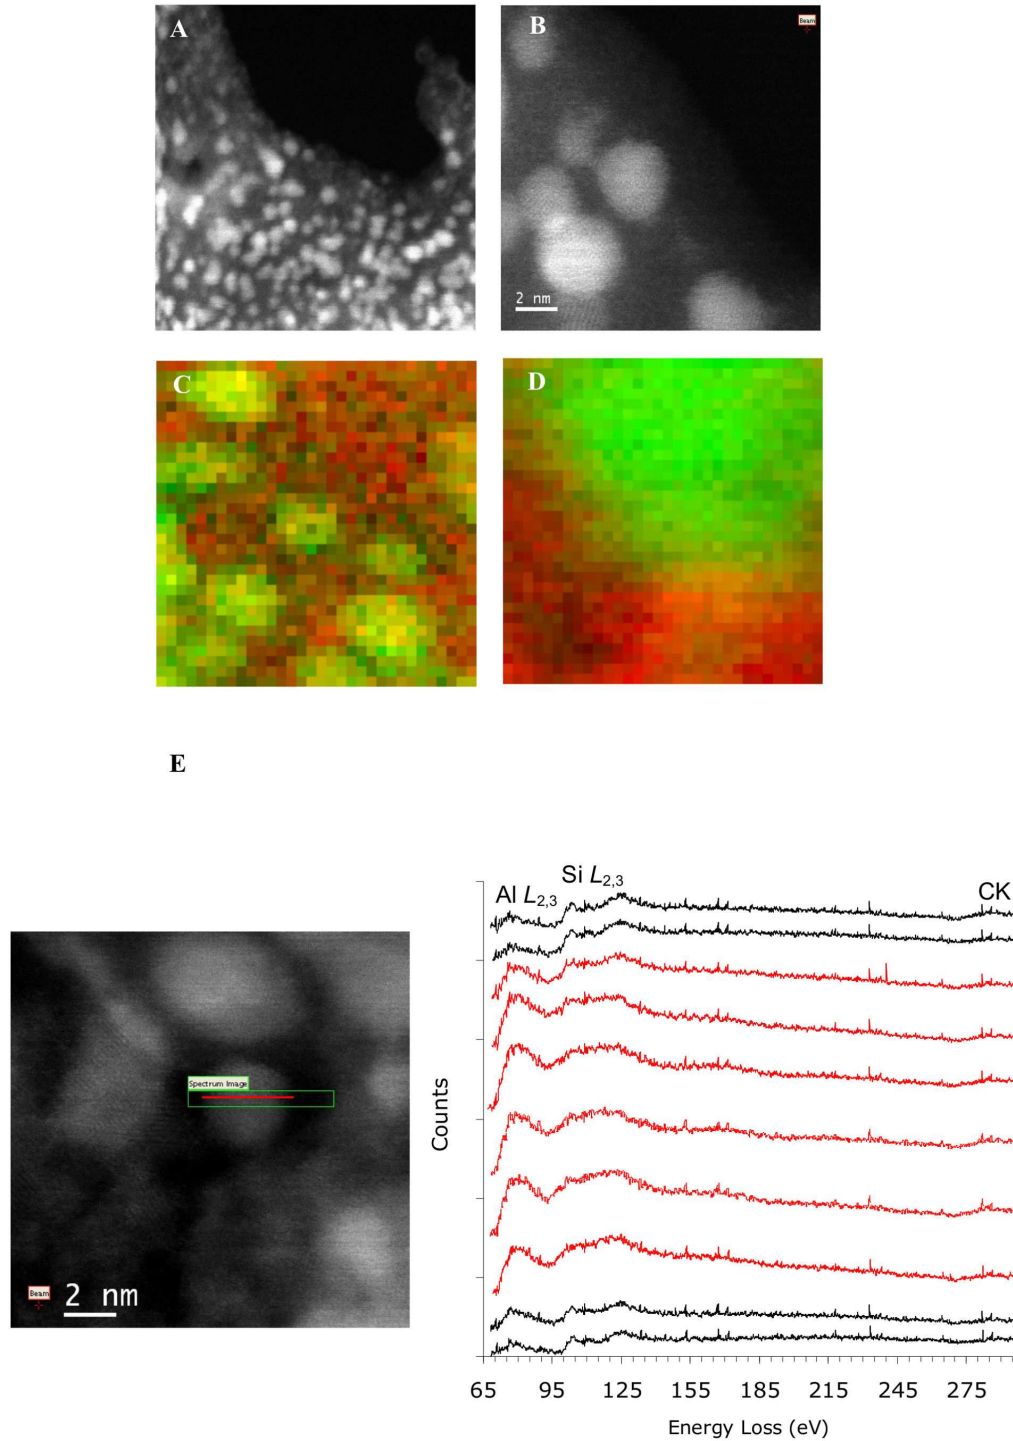 A
B
Beam
2 nm
C
D
E
Al L2,3
Si L2,3
CK
Spectrum Image
Beam
2 nm
Counts
65 95 125 155 185 215 245 275
Energy Loss (eV)